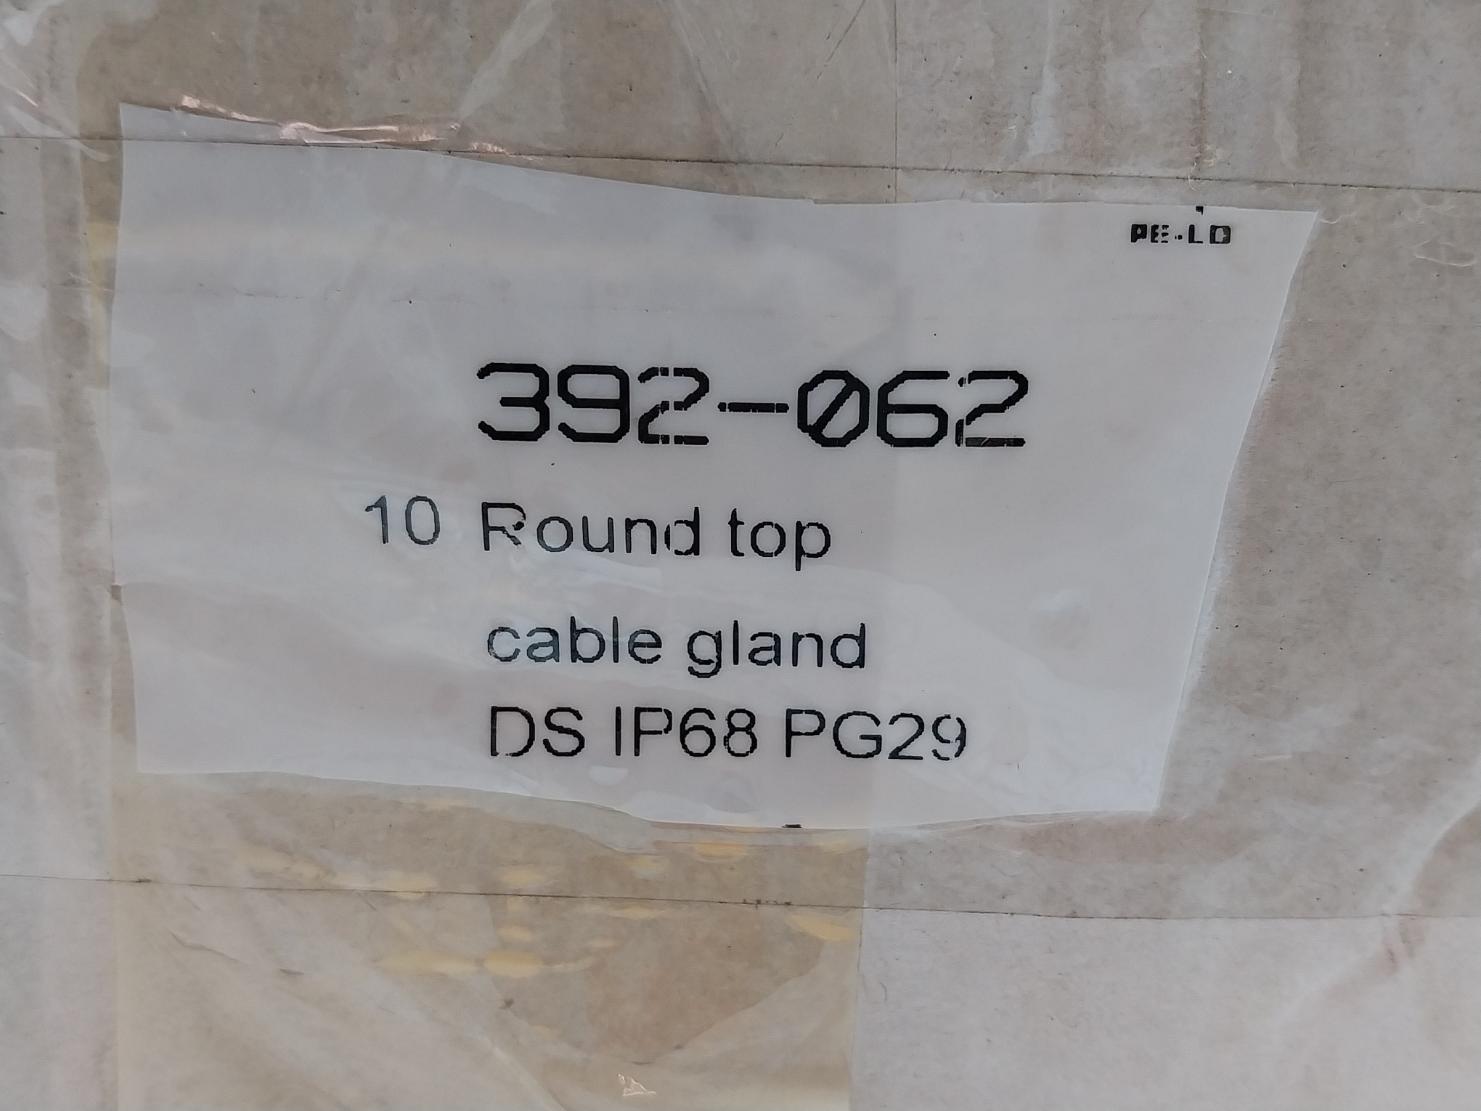 PE-LD
392-062
10 Round top
cable gland
DS IP68 PG29